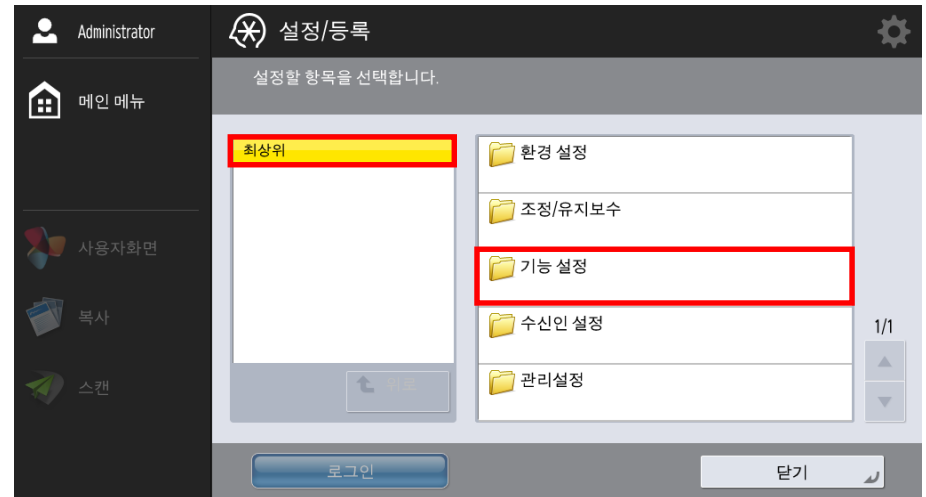 Administrator
설정/등록
메인 메뉴
설정할 항목을 선택합니다.
최상위
환경 설정
조정/유지보수
기능 설정
수신인 설정
관리설정
1/1
위로
사용자화면
복사
스캔
로그인
닫기